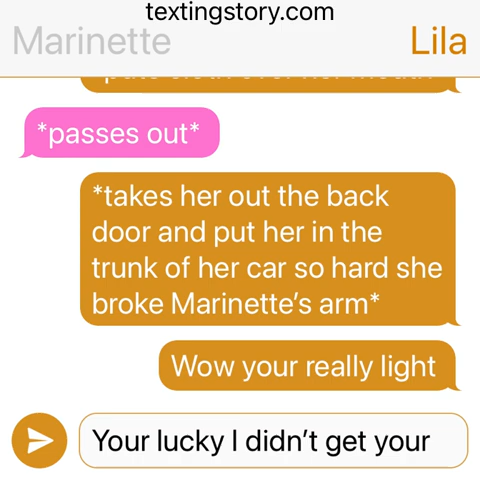 textingstory.com
Marinette
Lila
*passes out*
*takes her out the back
door and put her in the
trunk of her car so hard she
broke Marinette's arm*
Wow your really light
Your lucky I didn't get your